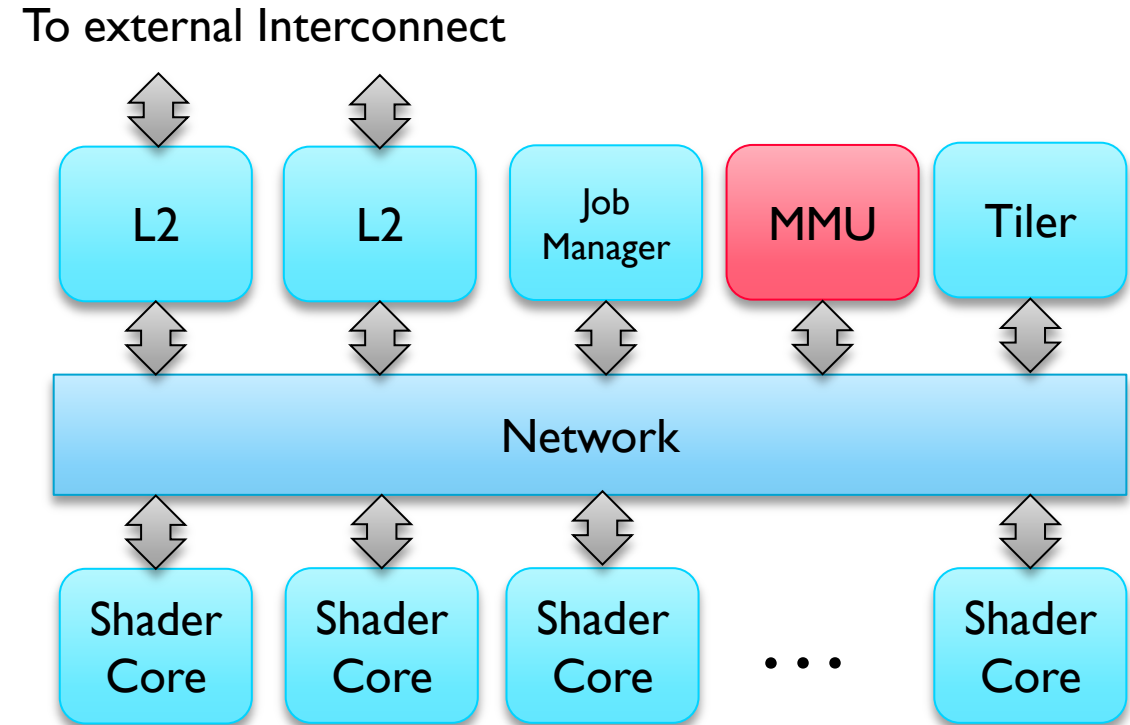 To external Interconnect
L2
L2
Job
Manager
MMU
Tiler
Network
Shader
Core
Shader
Core
Shader
Core
...
Shader
Core